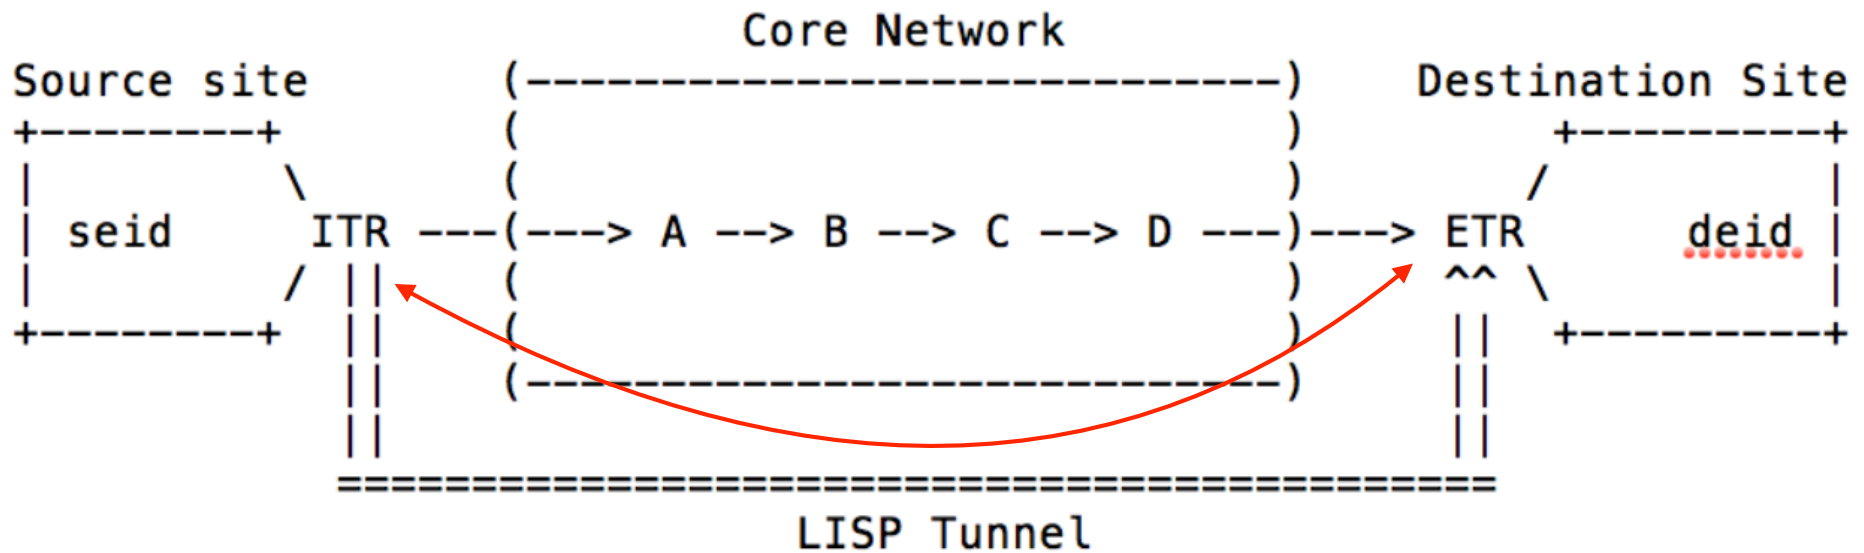 Core Network
Source site (----------------------------) Destination Site
+--------+ ( ) +---------+
| \ ( ) / |
| seid ITR ---(---> A --> B --> C --> D ---)---> ETR deid |
| / || ( ) ^^ \ |
+--------+ || ( ) || +---------+
|| (----------------------------) ||
|| ||
===========================================
LISP Tunnel